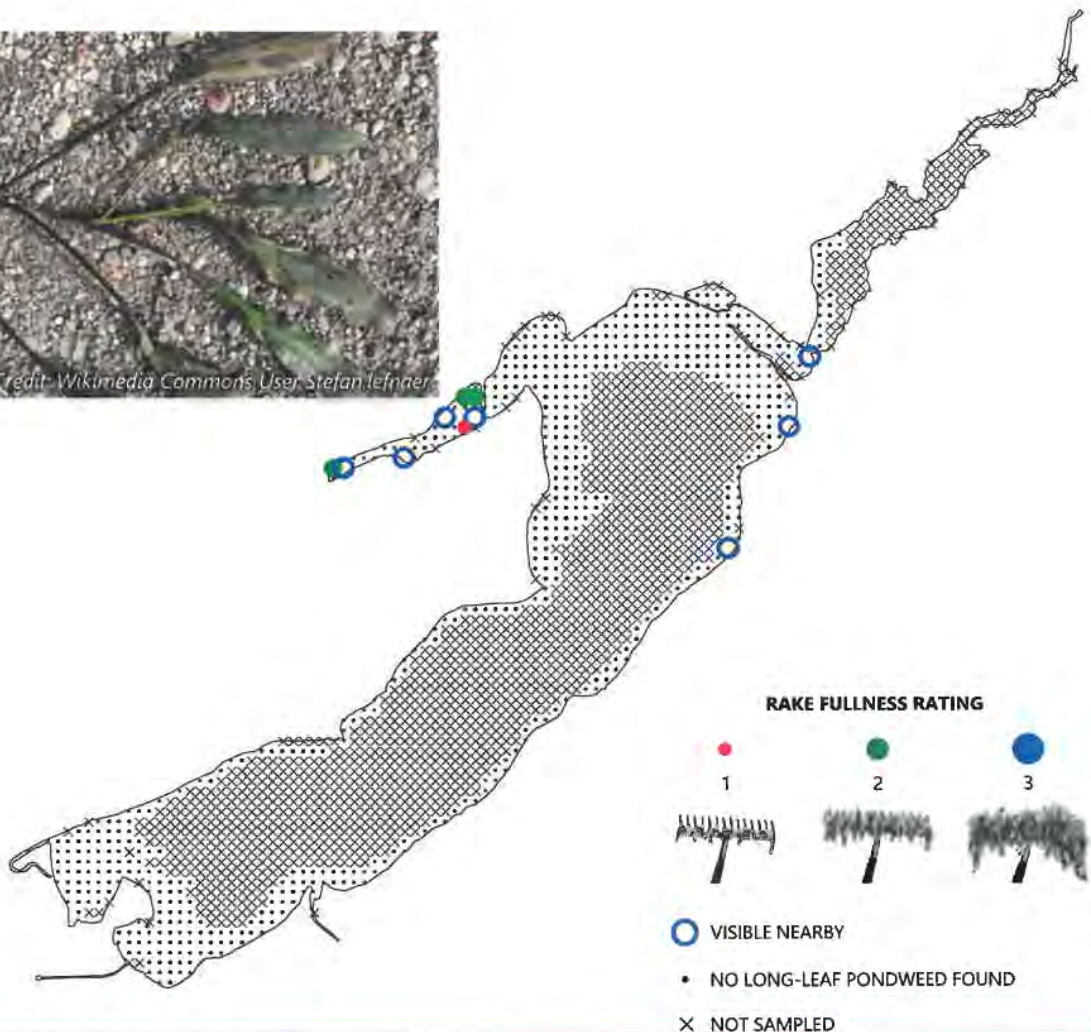 Credit: Wikimedia Commons User Stefan.lefnaer
RAKE FULLNESS RATING
1
2
3
VISIBLE NEARBY
NO LONG-LEAF PONDWEED FOUND
NOT SAMPLED